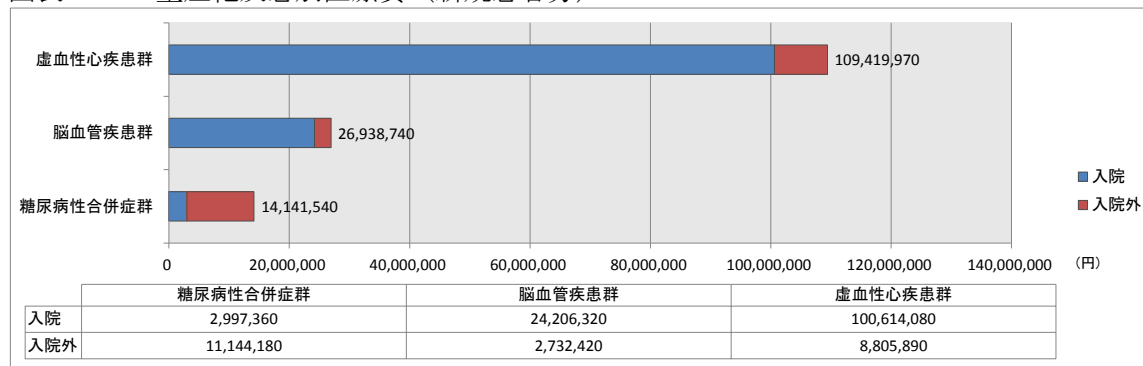 虚血性心疾患群
109,419,970
脳血管疾患群
26,938,740
糖尿病性合併症群
14,141,540
入院
入院外
0 20,000,000 40,000,000 60,000,000 80,000,000 100,000,000 120,000,000 140,000,000 (円)
糖尿病性合併症群 脳血管疾患群 虚血性心疾患群
入院 2,997,360 24,206,320 100,614,080
入院外 11,144,180 2,732,420 8,805,890